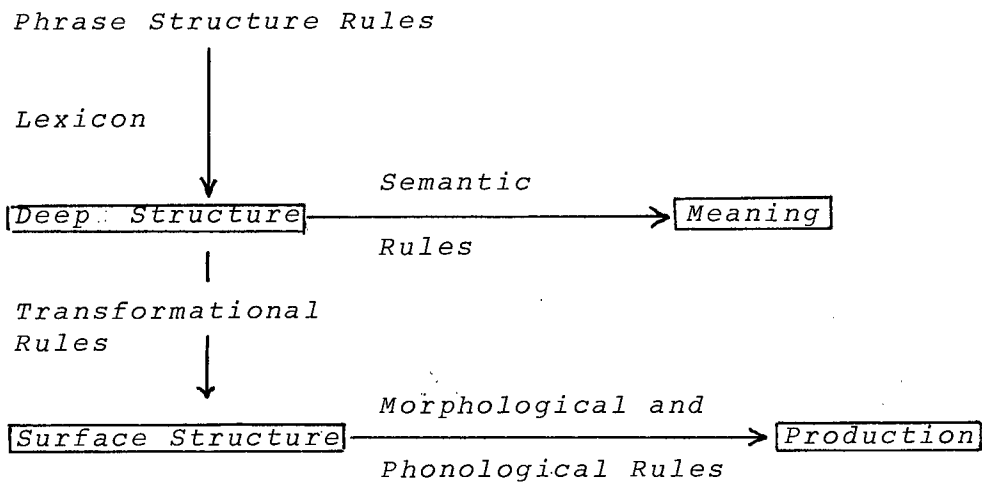 Phrase Structure Rules
Lexicon
Semantic
Deep Structure
Meaning
Rules
Transformational
Rules
Morphological and
Surface Structure
Production
Phonological Rules